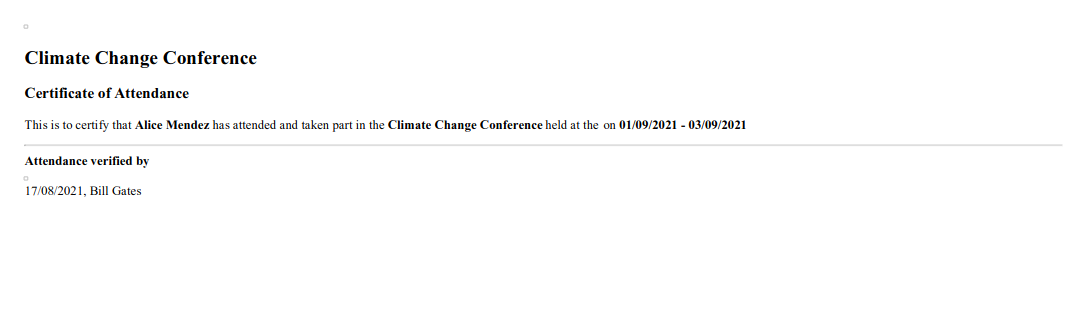 Climate Change Conference
Certificate of Attendance
This is to certify that Alice Mendez has attended and taken part in the Climate Change Conference held at the on 01/09/2021 - 03/09/2021
Attendance verified by
17/08/2021, Bill Gates